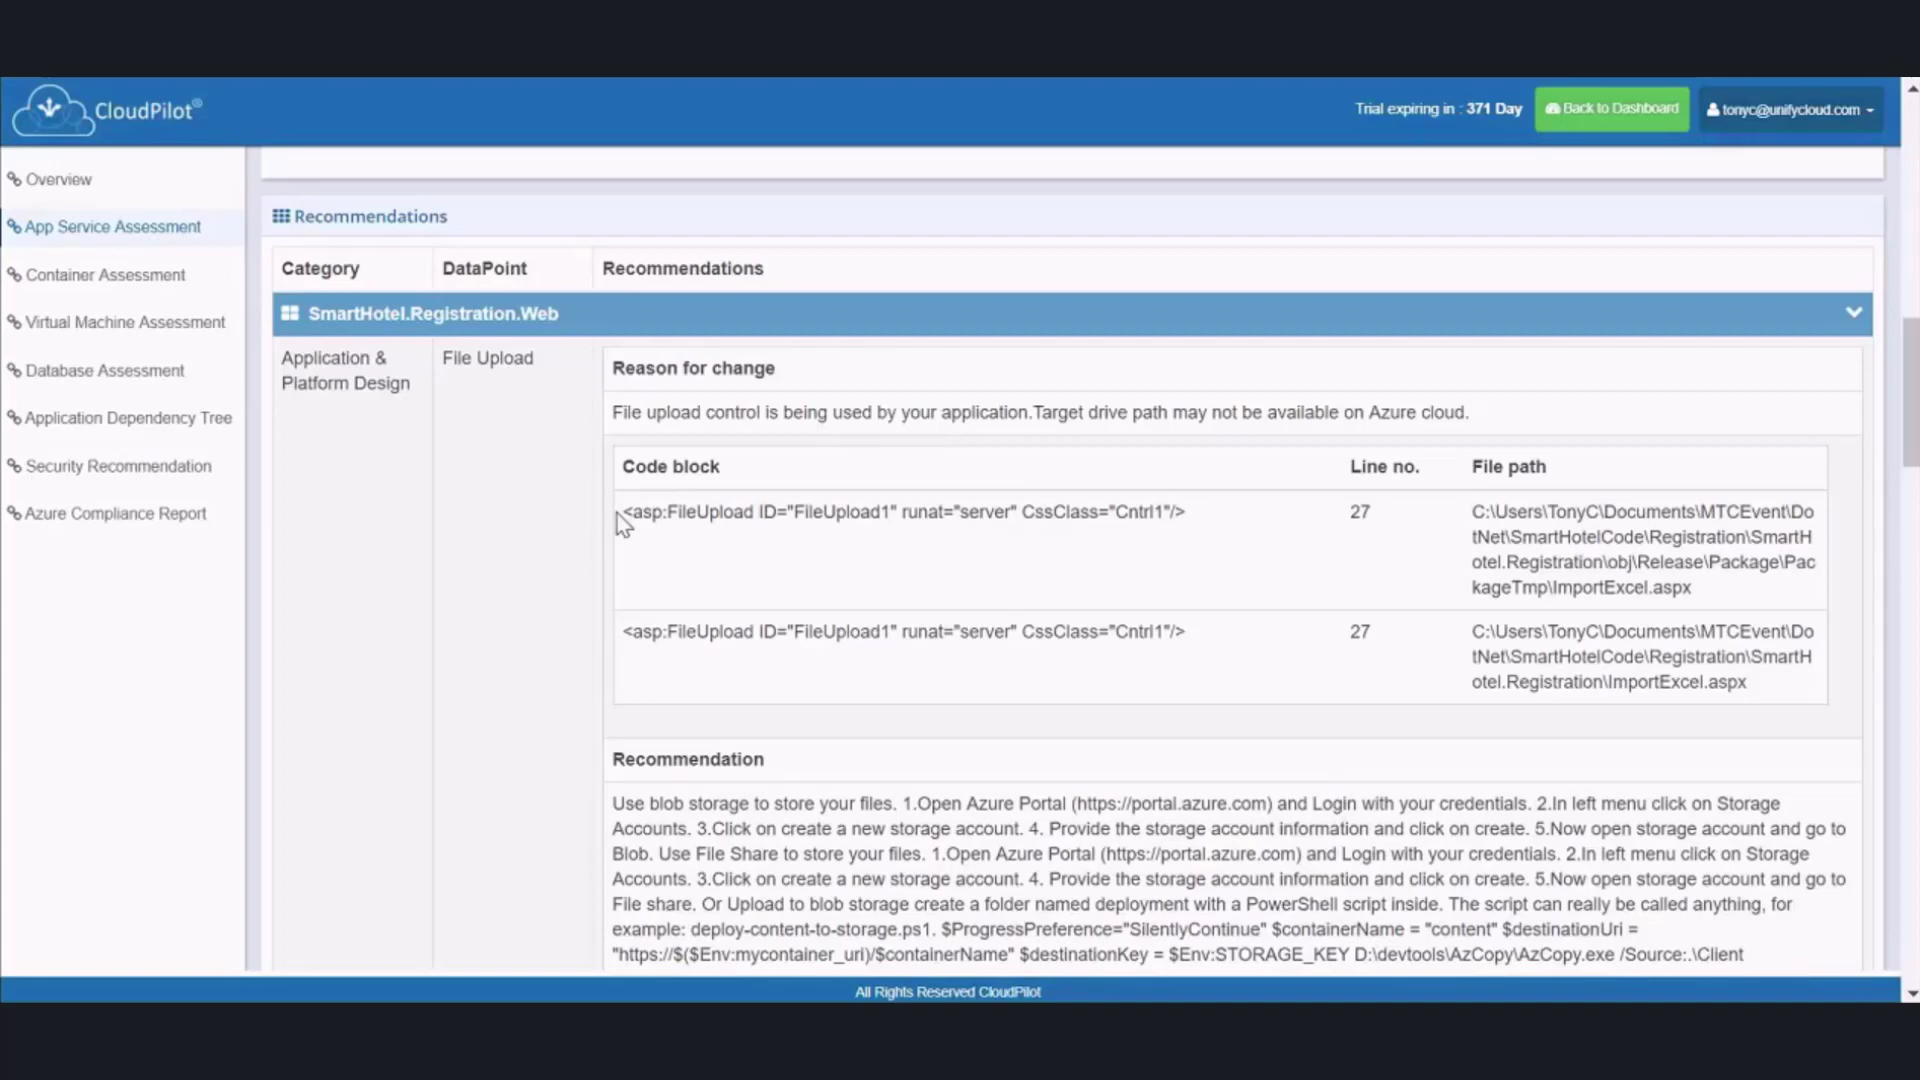 CloudPilot®
Trial expiring in : 371 Day
Back to Dashboard
tonyc@unifycloud.com
Overview
App Service Assessment
Container Assessment
Virtual Machine Assessment
Database Assessment
Application Dependency Tree
Security Recommendation
Azure Compliance Report
Recommendations
Category DataPoint Recommendations
SmartHotel.Registration.Web
Application &
Platform Design
File Upload
Reason for change
File upload control is being used by your application.Target drive path may not be available on Azure cloud.
Code block Line no. File path
<asp:FileUpload ID="FileUpload1" runat="server" CssClass="Cntrl1"/> 27 C:\Users\TonyC\Documents\MTCEvent\Do
tNet\SmartHotelCode\Registration\SmartH
otel.Registration\obj\Release\Package\Pac
kageTmp\ImportExcel.aspx
<asp:FileUpload ID="FileUpload1" runat="server" CssClass="Cntrl1"/> 27 C:\Users\TonyC\Documents\MTCEvent\Do
tNet\SmartHotelCode\Registration\SmartH
otel.Registration\ImportExcel.aspx
Recommendation
Use blob storage to store your files. 1.Open Azure Portal (https://portal.azure.com) and Login with your credentials. 2.In left menu click on Storage
Accounts. 3.Click on create a new storage account. 4. Provide the storage account information and click on create. 5.Now open storage account and go to
Blob. Use File Share to store your files. 1.Open Azure Portal (https://portal.azure.com) and Login with your credentials. 2.In left menu click on Storage
Accounts. 3.Click on create a new storage account. 4. Provide the storage account information and click on create. 5.Now open storage account and go to
File share. Or Upload to blob storage create a folder named deployment with a PowerShell script inside. The script can really be called anything, for
example: deploy-content-to-storage.ps1. $ProgressPreference="SilentlyContinue" $containerName = "content" $destinationUri =
"https://$($Env:mycontainer_uri)/$containerName" $destinationKey = $Env:STORAGE_KEY D:\devtools\AzCopy\AzCopy.exe /Source:.\Client
All Rights Reserved CloudPilot